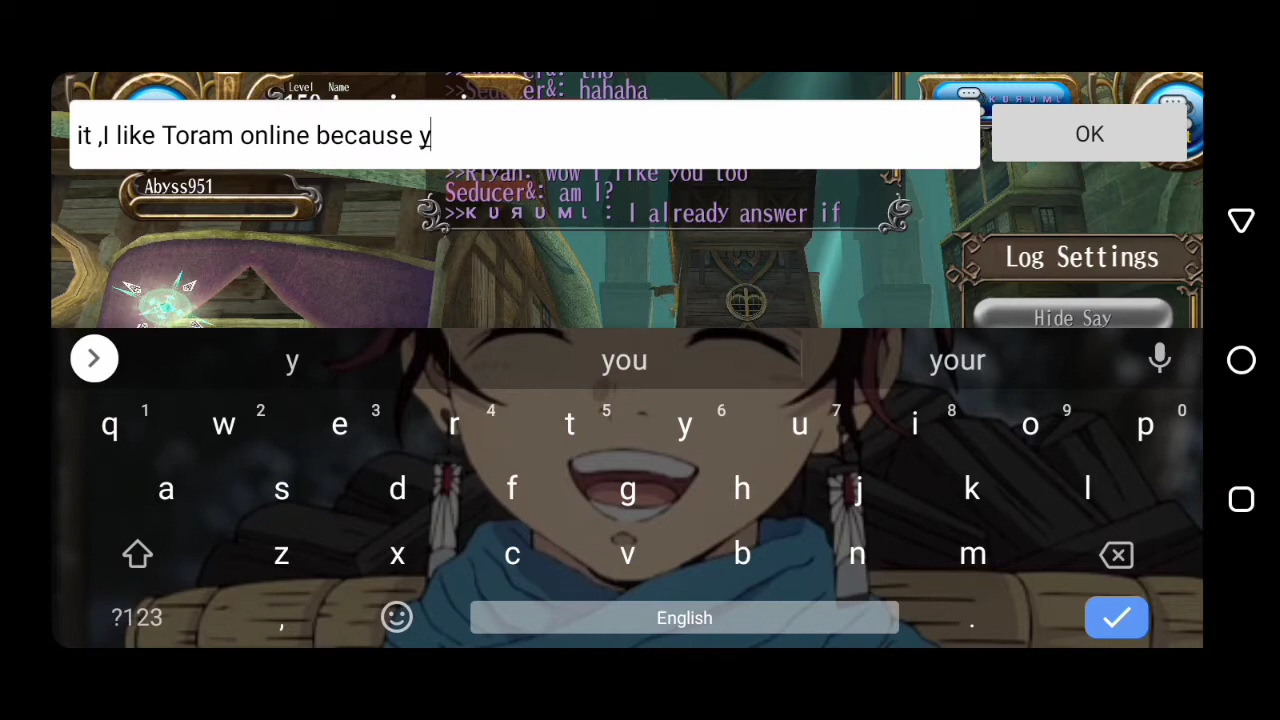 Level Name
hahaha
it ,I like Toram online because y
OK
>>Riyan: wow I like you too
Abyss951
Seducer&: am I?
>>KURUMI : I already answer if
Log Settings
Hide Say
y you your
q 1 w 2 e 3 r 4 t 5 y 6 u 7 i 8 o 9 p 0
a s d f g h j k l
z x c v b n m
?123 , English .